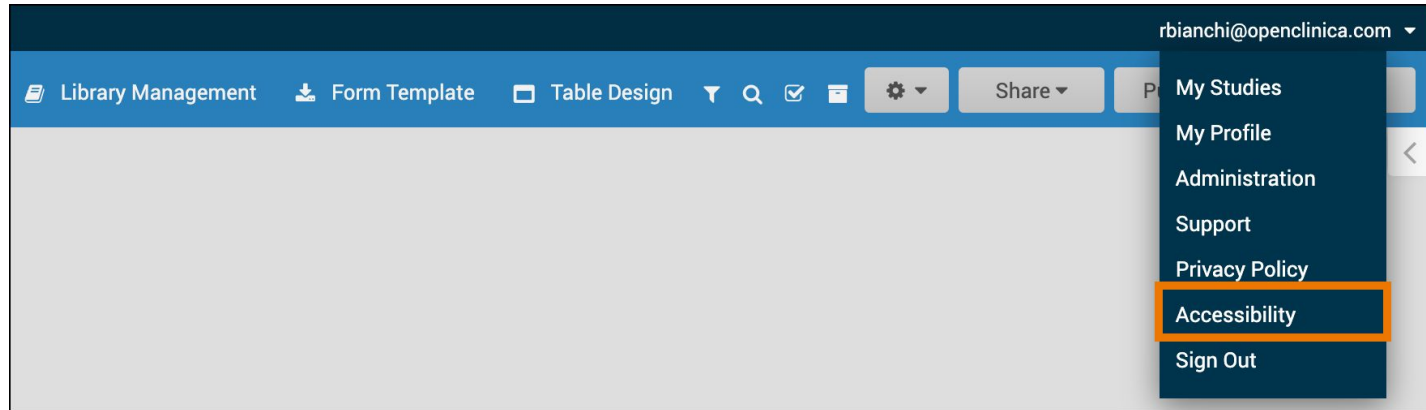 rbianchi@openclinica.com
Library Management Form Template Table Design Share
My Studies
My Profile
Administration
Support
Privacy Policy
Accessibility
Sign Out